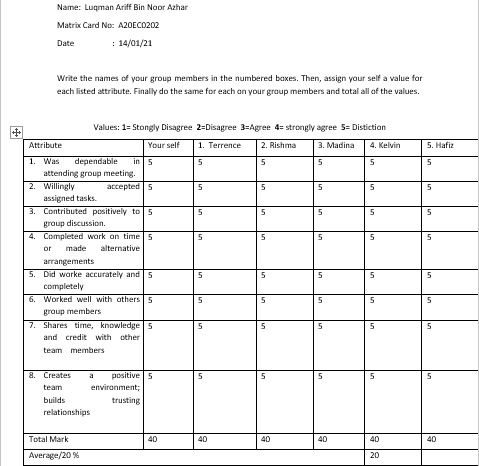 Name: Luqman Ariff Bin Noor Azhar
Matrix Card No: A20EC0202
Date : 14/01/21
Write the names of your group members in the numbered boxes. Then, assign your self a value for
each listed attribute. Finally do the same for each on your group members and total all of the values.
Values: 1= Stongly Disagree 2=Disagree 3=Agree 4= strongly agree 5= Distiction
Attribute Your self 1. Terrence 2. Rishma 3. Madina 4. Kelvin 5. Hafiz
1. Was dependable in 5 5 5 5 5 5
attending group meeting.
2. Willingly accepted 5 5 5 5 5 5
assigned tasks.
3. Contributed positively to 5 5 5 5 5 5
group discussion.
4. Completed work on time 5 5 5 5 5 5
or made alternative
arrangements
5. Did worke accurately and 5 5 5 5 5 5
completely
6. Worked well with others 5 5 5 5 5 5
group members
7. Shares time, knowledge 5 5 5 5 5 5
and credit with other
team members
8. Creates a positive 5 5 5 5 5 5
team environment;
builds trusting
relationships
Total Mark 40 40 40 40 40 40
Average/20 % 20